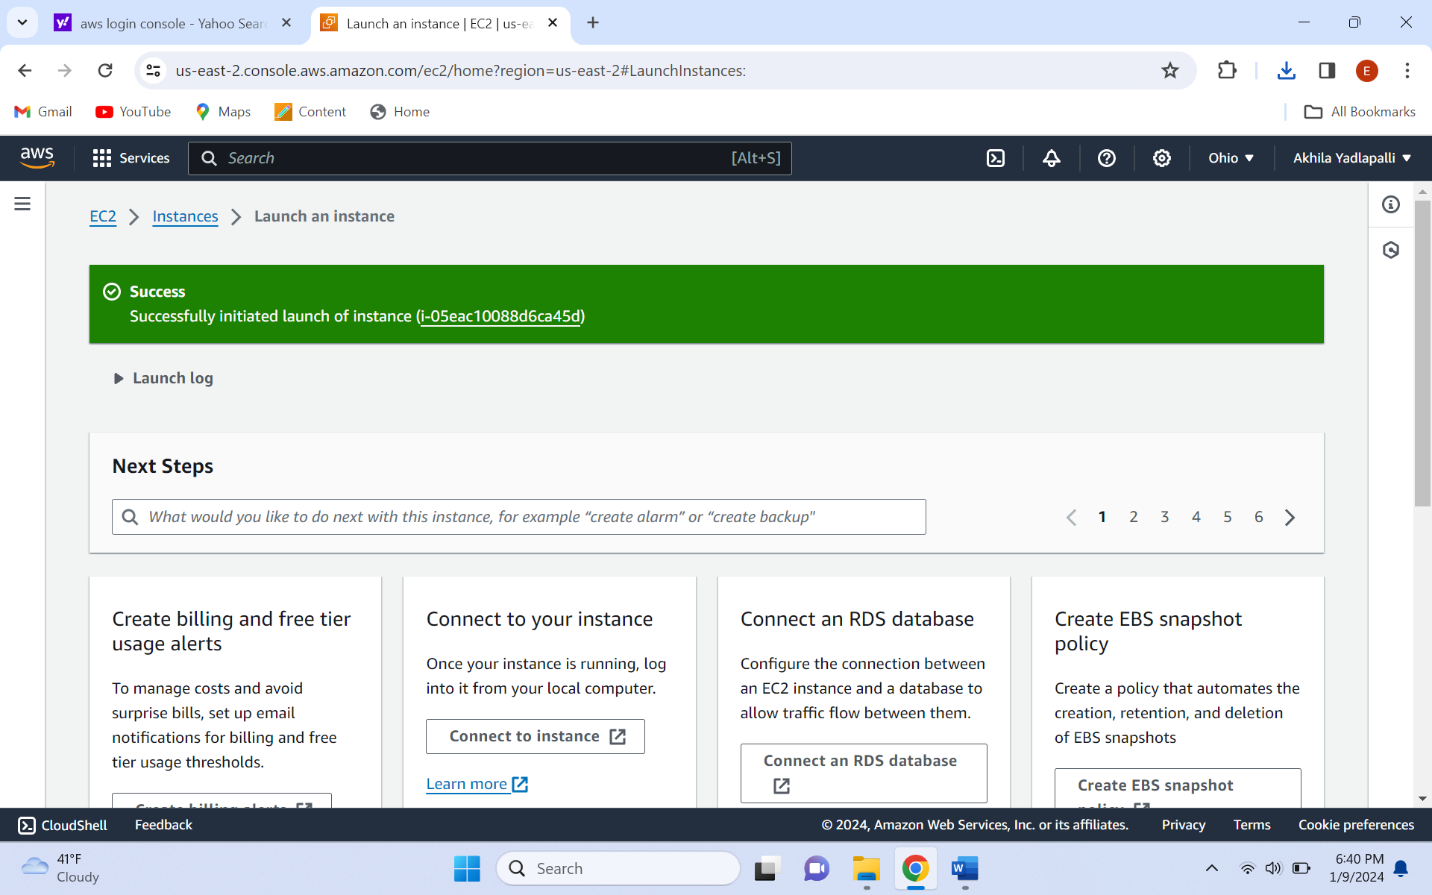 aws login console - Yahoo Sear
Launch an instance | EC2 | us-ea
us-east-2.console.aws.amazon.com/ec2/home?region=us-east-2#LaunchInstances:
E
Gmail
YouTube
Maps
Content
Home
All Bookmarks
aws
Services
Search
[Alt+S]
Ohio
Akhila Yadlapalli
EC2
Instances
Launch an instance
Success
Successfully initiated launch of instance (i-05eac10088d6ca45d)
Launch log
Next Steps
What would you like to do next with this instance, for example “create alarm” or “create backup"
1 2 3 4 5 6
Create billing and free tier
usage alerts
To manage costs and avoid
surprise bills, set up email
notifications for billing and free
tier usage thresholds.
Create billing alerts
Connect to your instance
Once your instance is running, log
into it from your local computer.
Connect to instance
Learn more
Connect an RDS database
Configure the connection between
an EC2 instance and a database to
allow traffic flow between them.
Connect an RDS database
Create EBS snapshot
policy
Create a policy that automates the
creation, retention, and deletion
of EBS snapshots
Create EBS snapshot
policy
CloudShell
Feedback
© 2024, Amazon Web Services, Inc. or its affiliates.
Privacy
Terms
Cookie preferences
41°F
Cloudy
Search
W
6:40 PM
1/9/2024